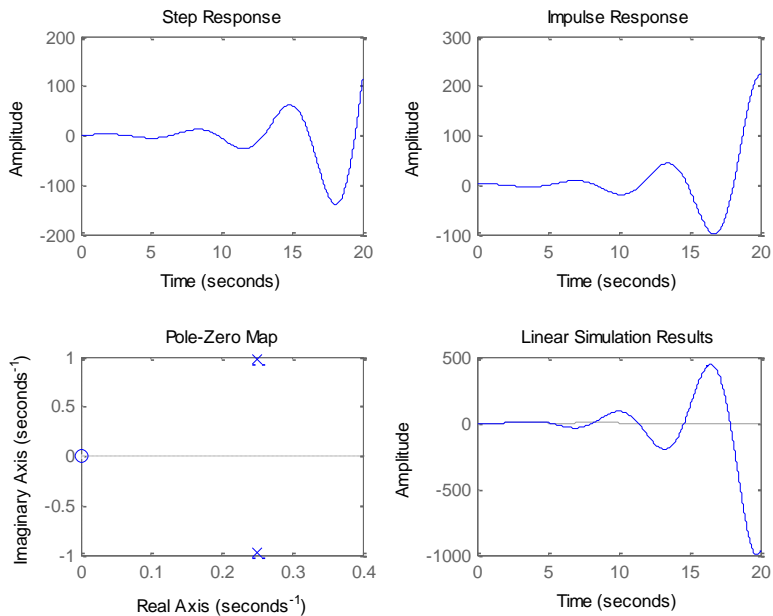 Step Response
200
100
0
-100
-200
Amplitude
0 5 10 15 20
Time (seconds)
Impulse Response
300
200
100
0
-100
Amplitude
0 5 10 15 20
Time (seconds)
Pole-Zero Map
1
0.5
0
-0.5
-1
Imaginary Axis (seconds⁻¹)
0 0.1 0.2 0.3 0.4
Real Axis (seconds⁻¹)
Linear Simulation Results
500
0
-500
-1000
Amplitude
0 5 10 15 20
Time (seconds)